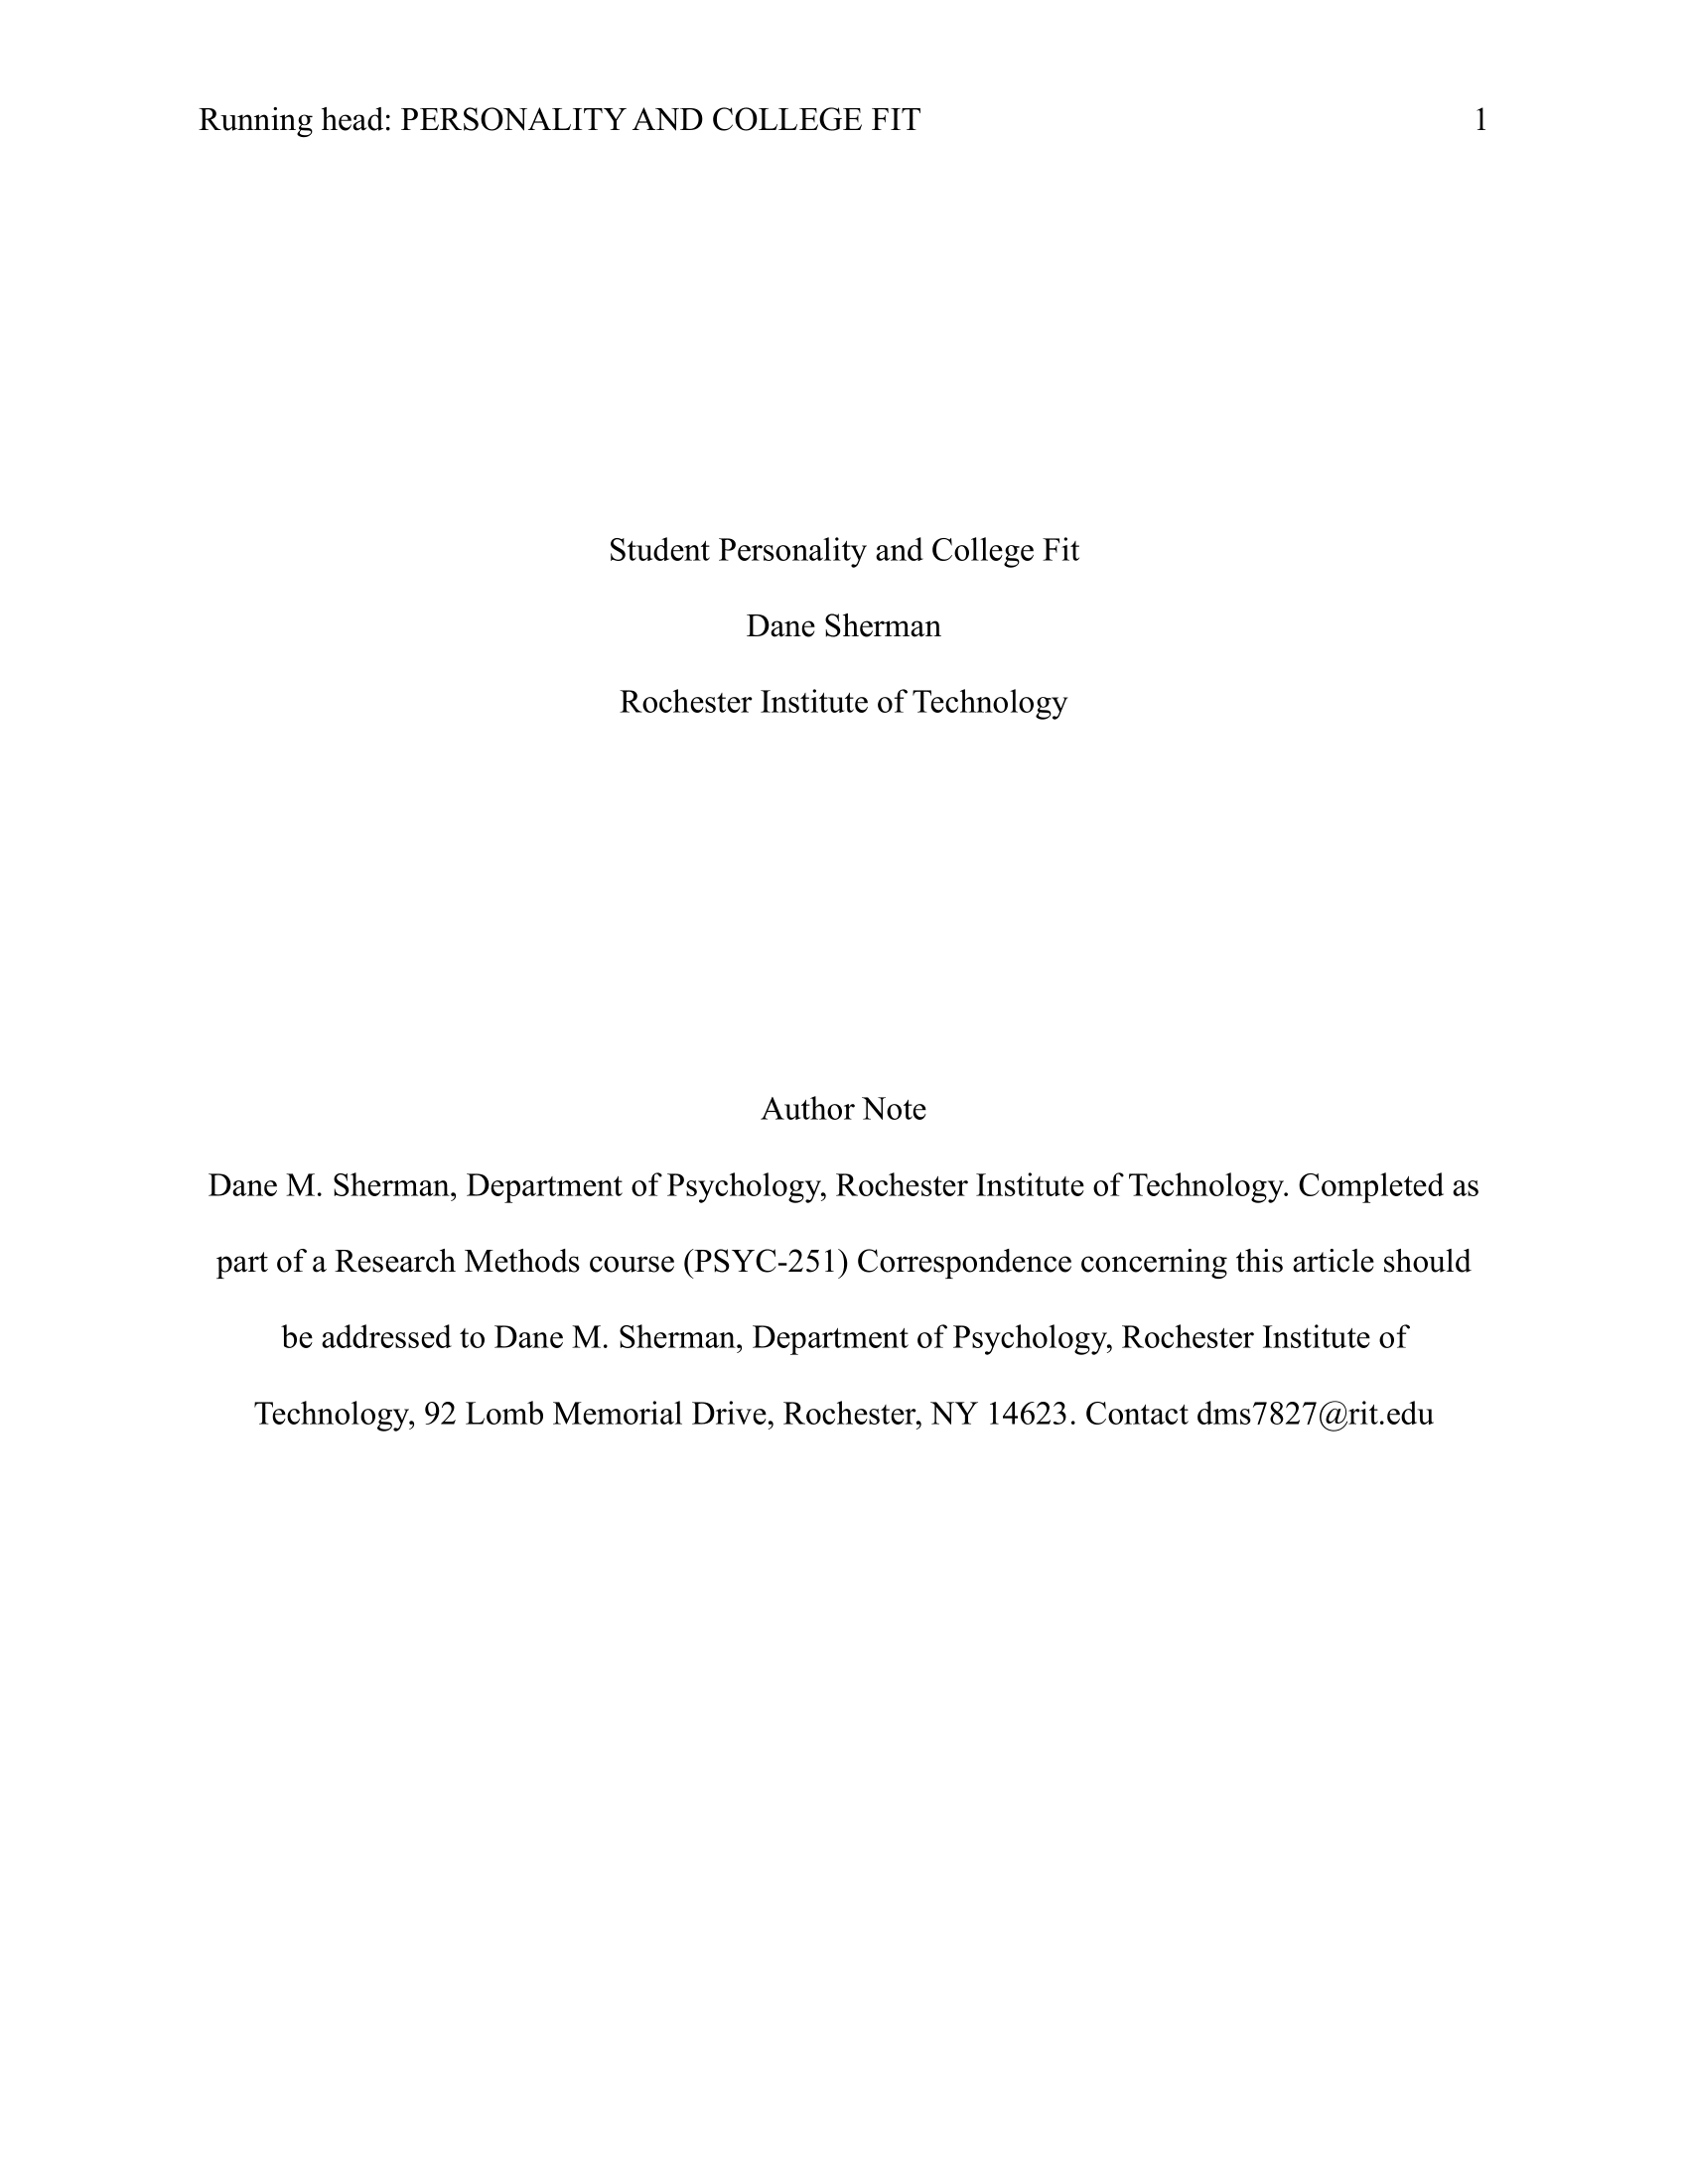 Running head: PERSONALITY AND COLLEGE FIT 1
Student Personality and College Fit
Dane Sherman
Rochester Institute of Technology
Author Note
Dane M. Sherman, Department of Psychology, Rochester Institute of Technology. Completed as
part of a Research Methods course (PSYC-251) Correspondence concerning this article should
be addressed to Dane M. Sherman, Department of Psychology, Rochester Institute of
Technology, 92 Lomb Memorial Drive, Rochester, NY 14623. Contact dms7827@rit.edu